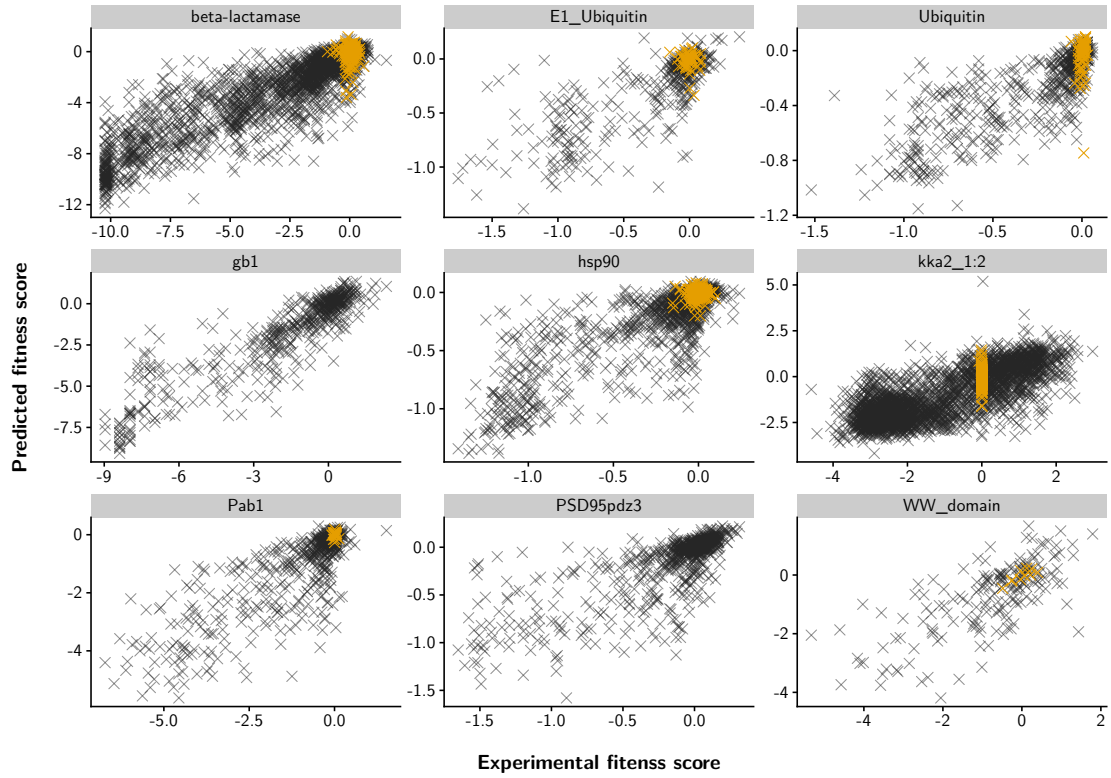 beta-lactamase E1_Ubiquitin Ubiquitin
0 0.0 0.0
-4 -0.5 -0.4
-8 -1.0 -0.8
-12 -1.2
-10.0 -7.5 -5.0 -2.5 0.0 -1.5 -1.0 -0.5 0.0 -1.5 -1.0 -0.5 0.0
gb1 hsp90 kka2_1:2
0.0 0.0 5.0
-2.5 -0.5 2.5
-5.0 -1.0 0.0
-7.5 -2.5
-9 -6 -3 0 -1.0 -0.5 0.0 -4 -2 0 2
Pab1 PSD95pdz3 WW_domain
0 0.0 0
-2 -0.5 -2
-4 -1.0 -4
-1.5
-5.0 -2.5 0.0 -1.5 -1.0 -0.5 0.0 -4 -2 0 2
Predicted fitness score
Experimental fitenss score